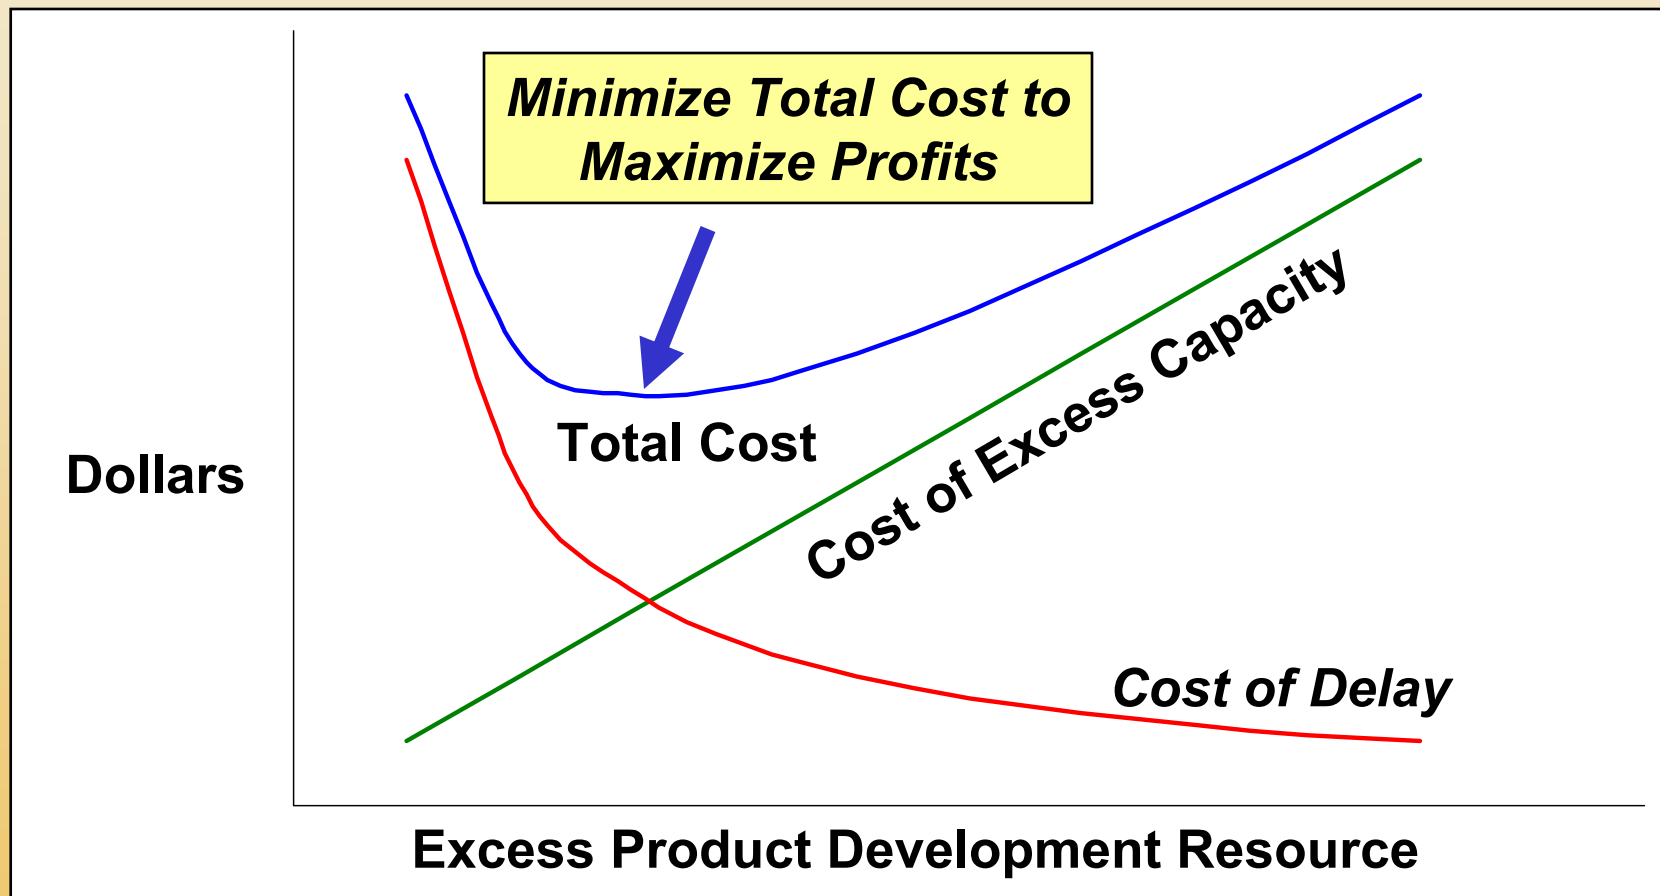 Minimize Total Cost to
Maximize Profits
Total Cost
Dollars
Cost of Excess Capacity
Cost of Delay
Excess Product Development Resource